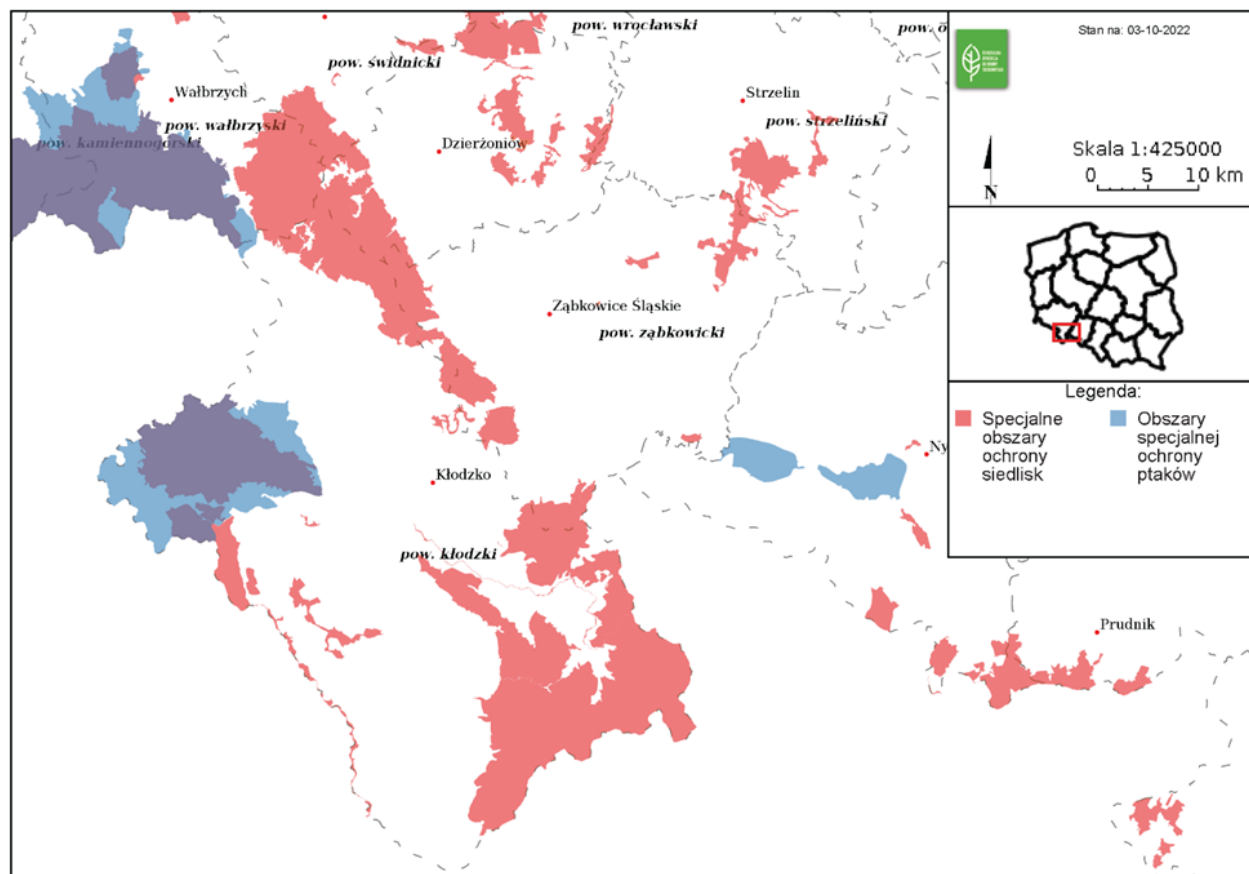 pow. wrocławski
pow. o
Stan na: 03-10-2022
pow. świdnicki
Wałbrzych
Strzelin
pow. wałbrzyski
pow. strzeliński
pow. kamiennogórski
Dzierżoniów
Skala 1:425000
0 5 10 km
N
Ząbkowice Śląskie
pow. ząbkowicki
Legenda:
Specjalne
obszary
ochrony
siedlisk
Obszary
specjalnej
ochrony
ptaków
Ny
Kłodzko
pow. kłodzki
Prudnik